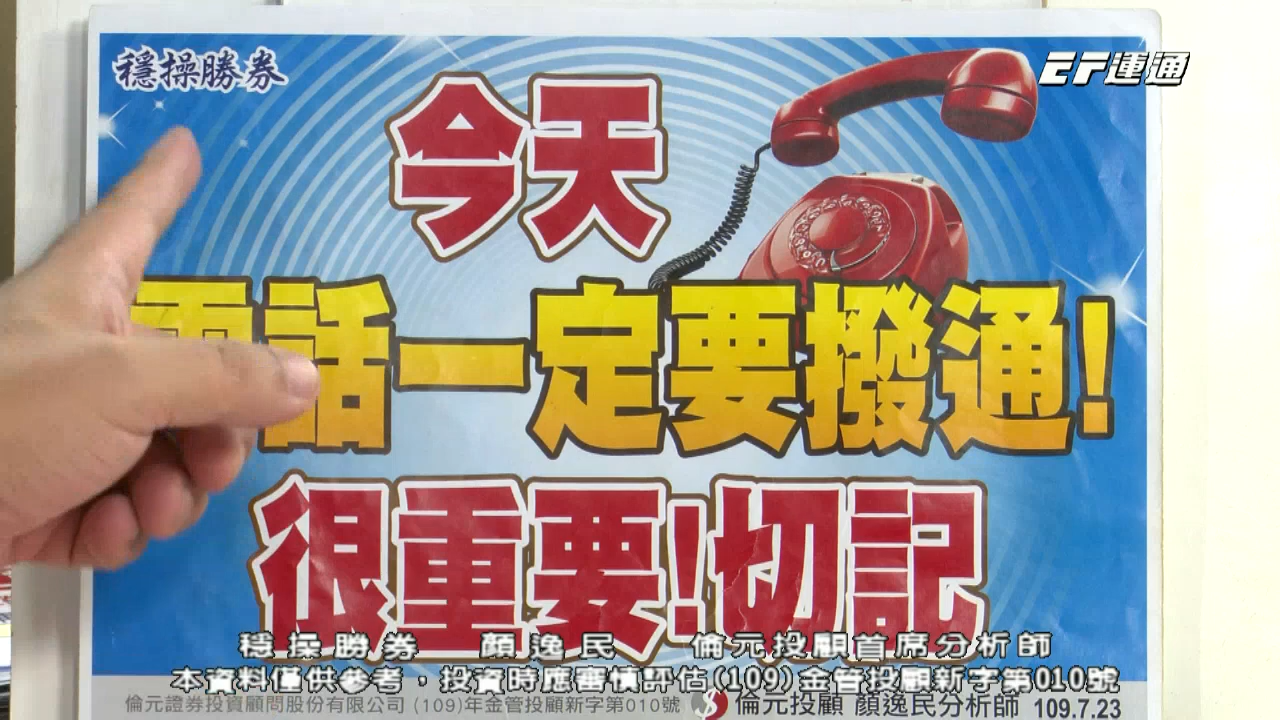 穩操勝券
EF運通
今天
電話一定要撥通!
很重要!切記
穩操勝券 顏逸民 倫元投顧首席分析師
本資料僅供參考,投資時應審慎評估(109)金管投顧新字第010號
倫元證券投資顧問股份有限公司 (109)年金管投顧新字第010號 倫元投顧 顏逸民分析師 109.7.23